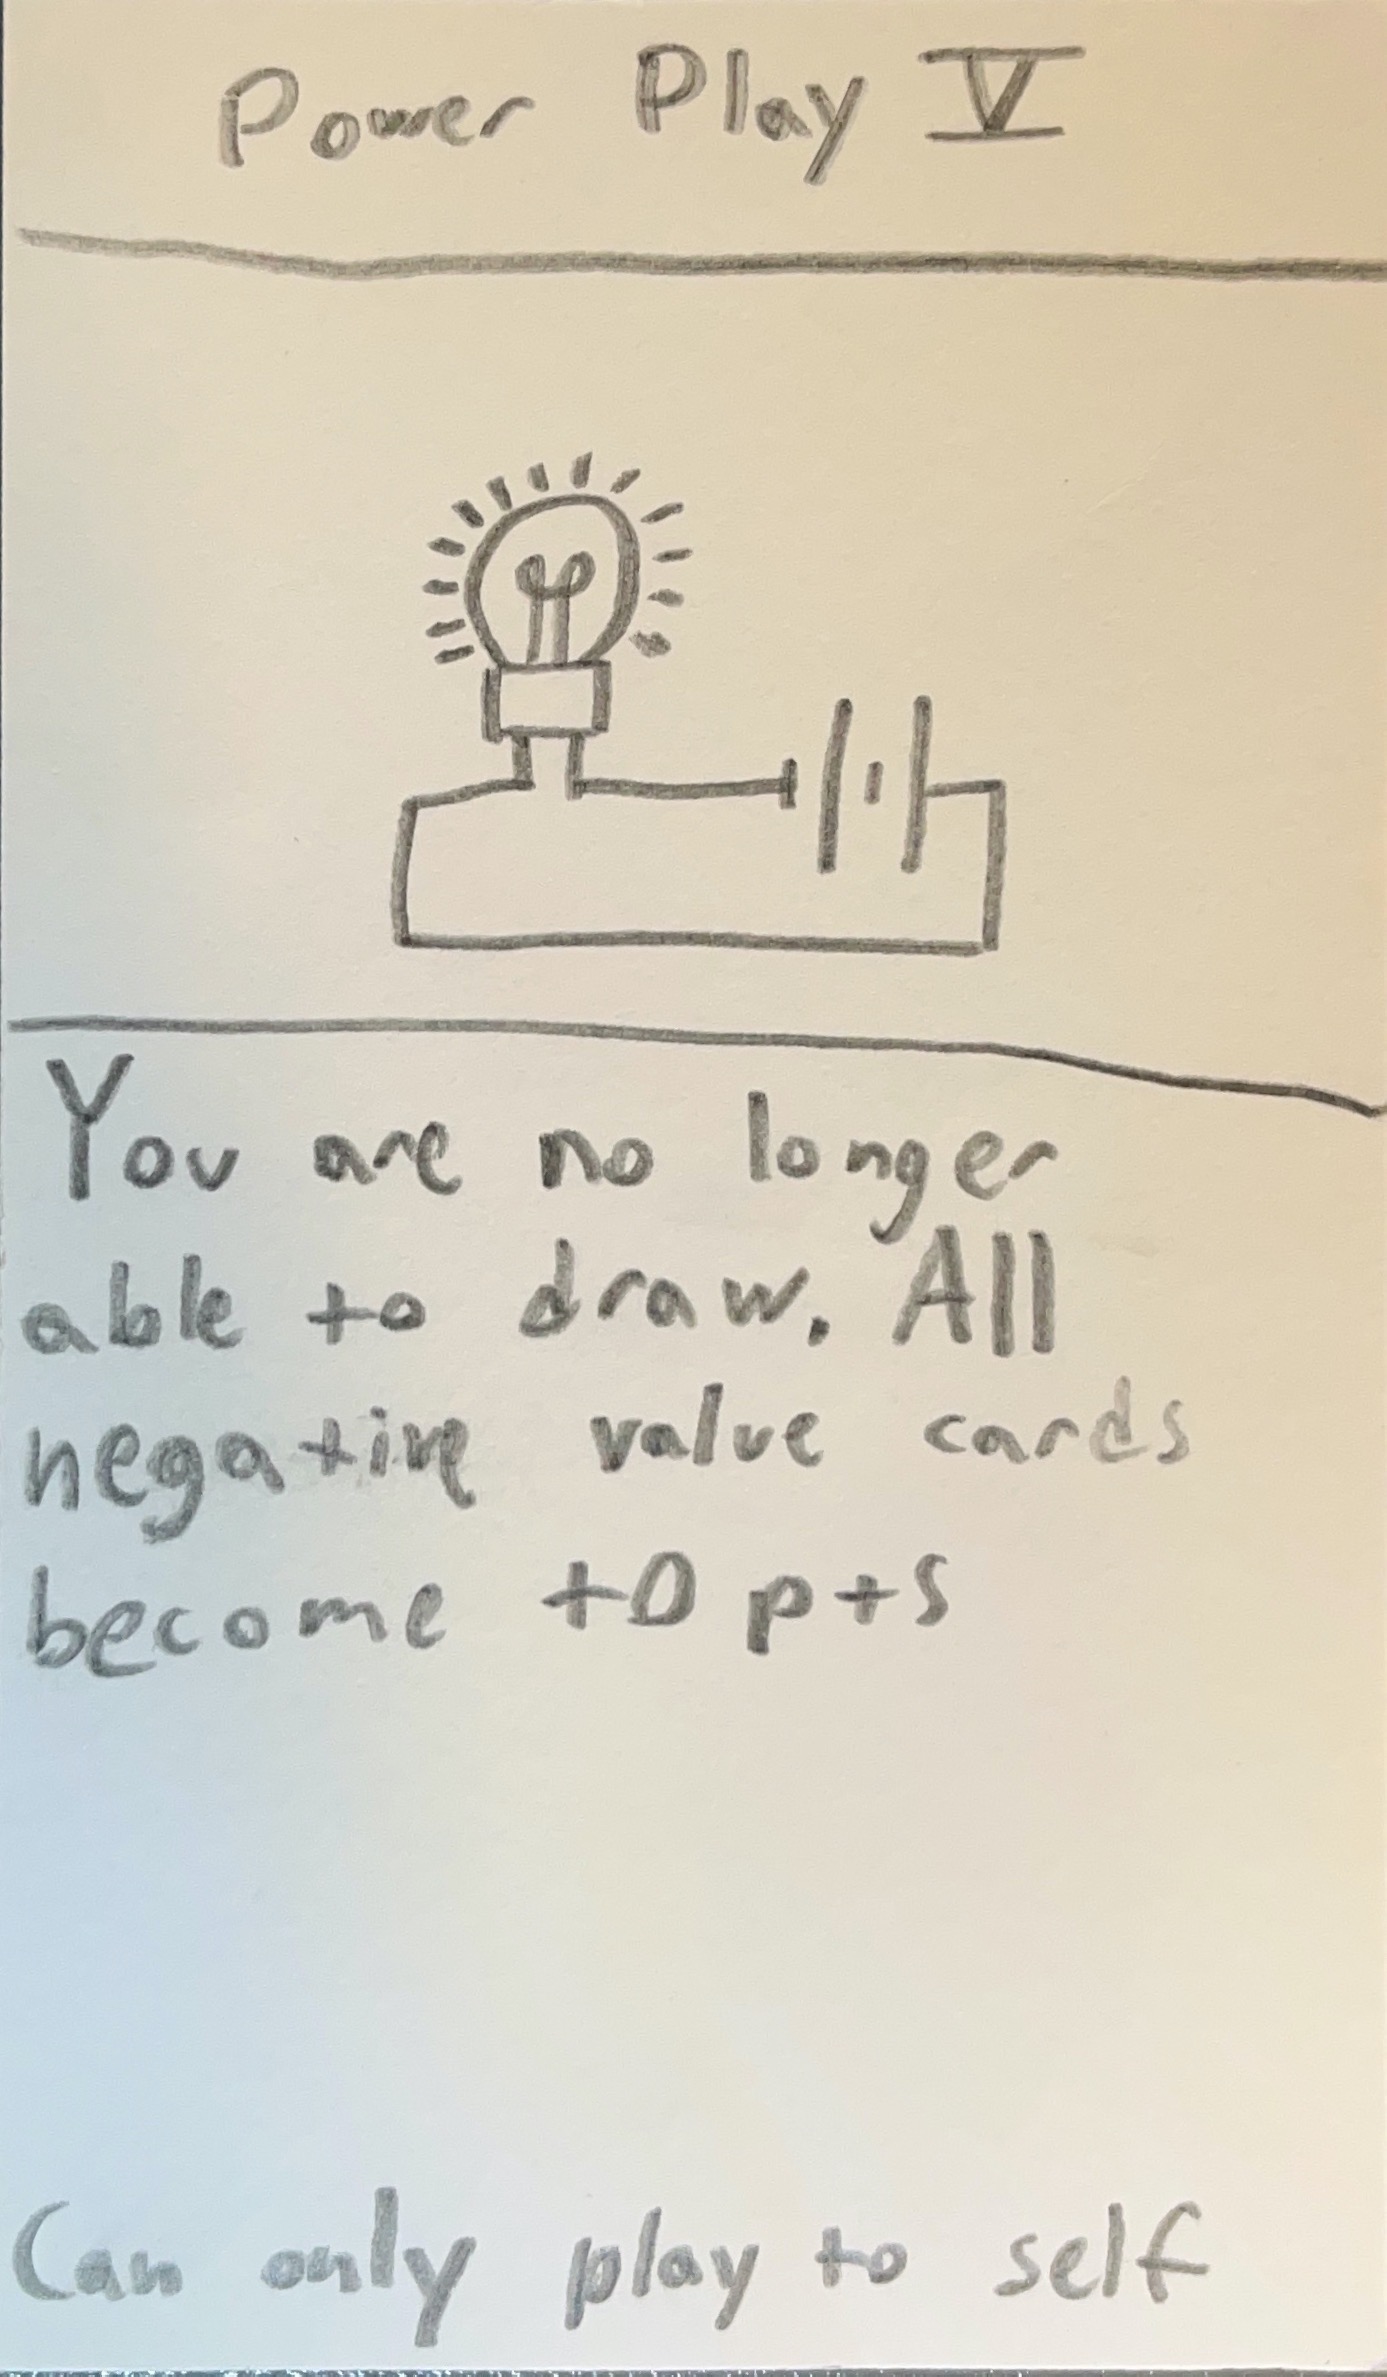 Power Play V
You are no longer
able to draw. All
negative value cards
become +0 pts
Can only play to self